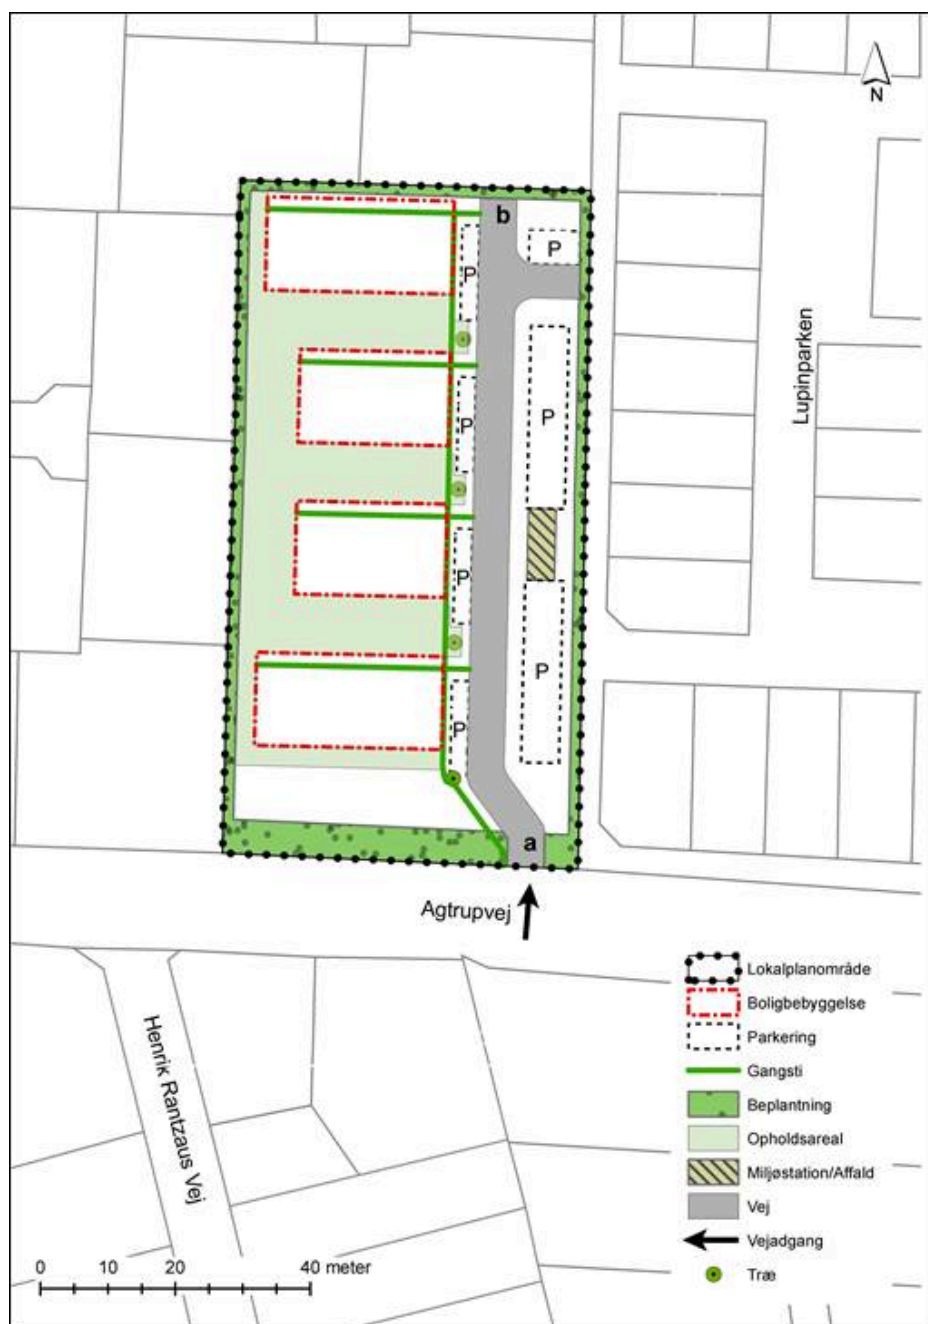 N
b
P
P
P
Lupinparken
P
P
P
P
a
Agtrupvej
Henrik Rantzaus Vej
Lokalplanområde
Boligbebyggelse
Parkering
Gangsti
Beplantning
Opholdsareal
Miljøstation/Affald
Vej
Vejadgang
Træ
0 10 20 40 meter